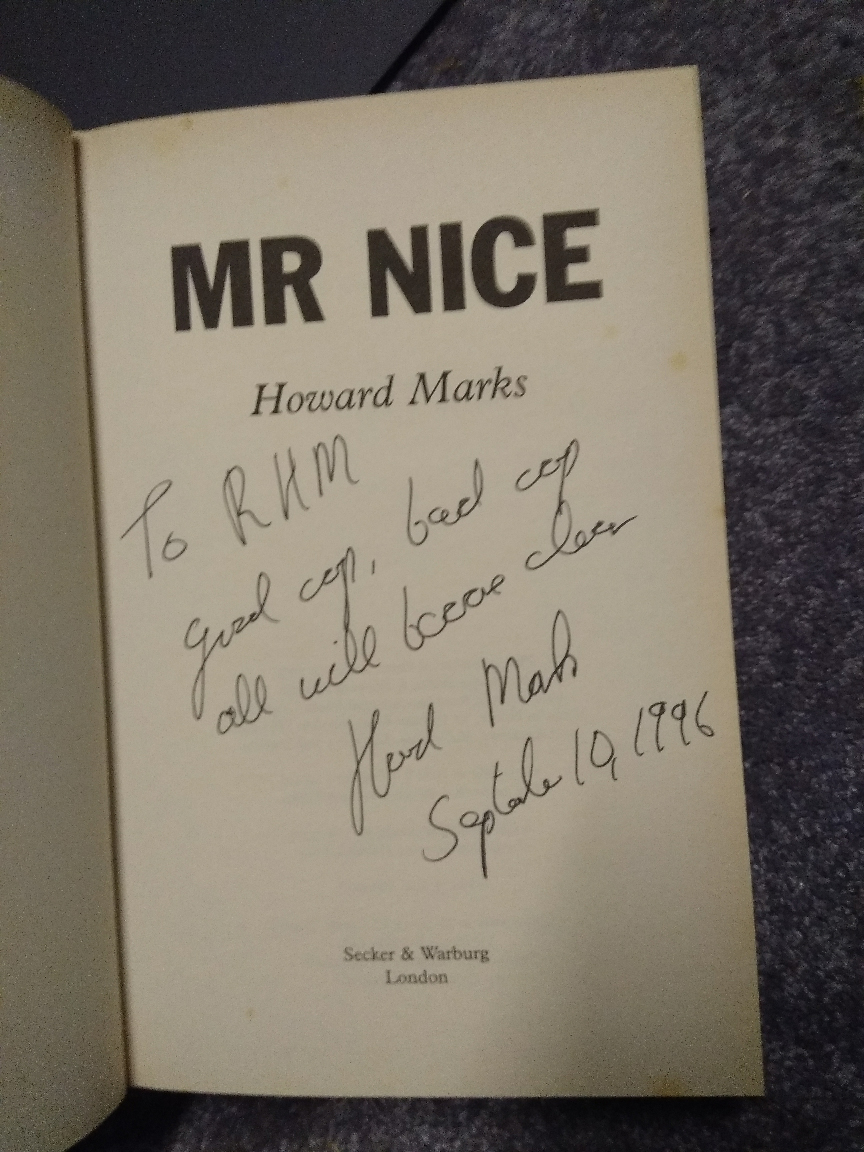 MR NICE
Howard Marks
To RHM
good cop, bad cop
all will become clear
Howard Marks
September 10, 1996
Secker & Warburg
London